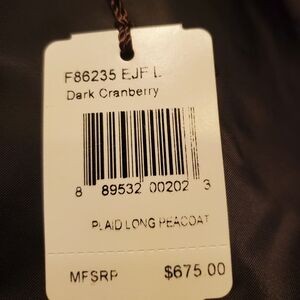 F86235 EJF L
Dark Cranberry
8 89532 00202 3
PLAID LONG PEACOAT
MFSRP $675.00